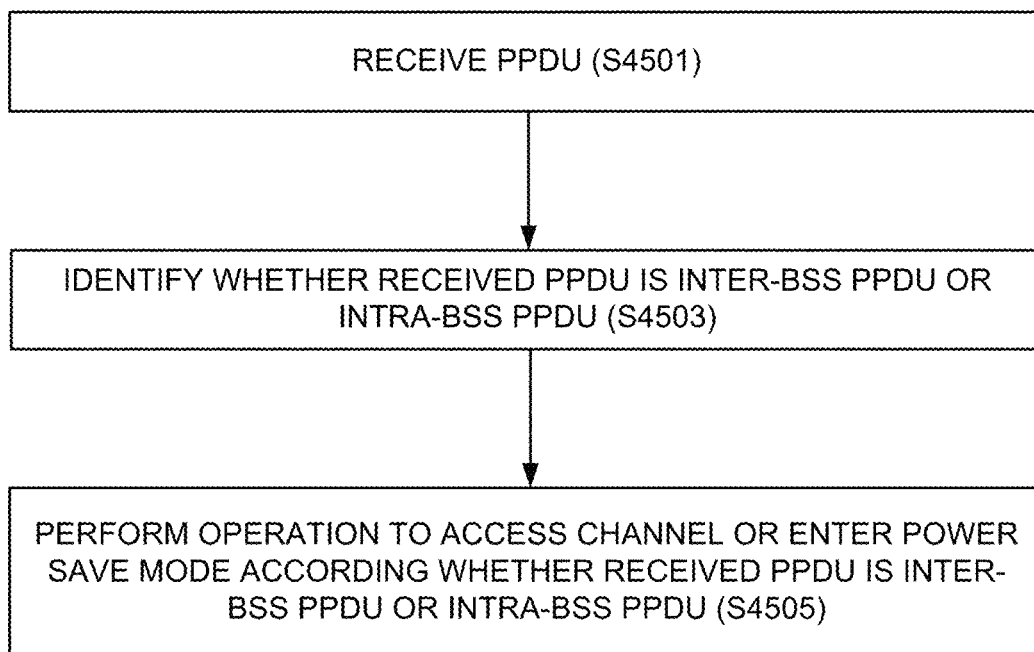 RECEIVE PPDU (S4501)
IDENTIFY WHETHER RECEIVED PPDU IS INTER-BSS PPDU OR
INTRA-BSS PPDU (S4503)
PERFORM OPERATION TO ACCESS CHANNEL OR ENTER POWER
SAVE MODE ACCORDING WHETHER RECEIVED PPDU IS INTER-
BSS PPDU OR INTRA-BSS PPDU (S4505)